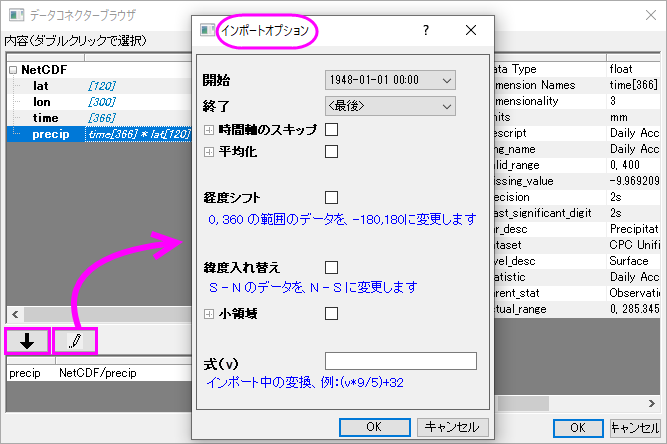 データコネクターブラウザ
内容(ダブルクリックで選択)
NetCDF
lat [120]
lon [300]
time [366]
precip time[366] * lat[120]
precip NetCDF/precip
インポートオプション
開始 1948-01-01 00:00
終了 <最後>
時間軸のスキップ
平均化
経度シフト
0, 360 の範囲のデータを、-180,180に変更します
緯度入れ替え
S - N のデータを、N - S に変更します
小領域
式(v)
インポート中の変換、例: (v*9/5)+32
OK キャンセル
ata Type float
imension Names time[366]
imensionality 3
nits mm
escript Daily Acc
ng_name Daily Acc
alid_range 0, 400
issing_value -9.969209
ecision 2s
ast_significant_digit 2s
ar_desc Precipitat
ataset CPC Unifi
vel_desc Surface
atistic Daily Acc
arent_stat Observatio
ctual_range 0, 285.345
OK キャンセル